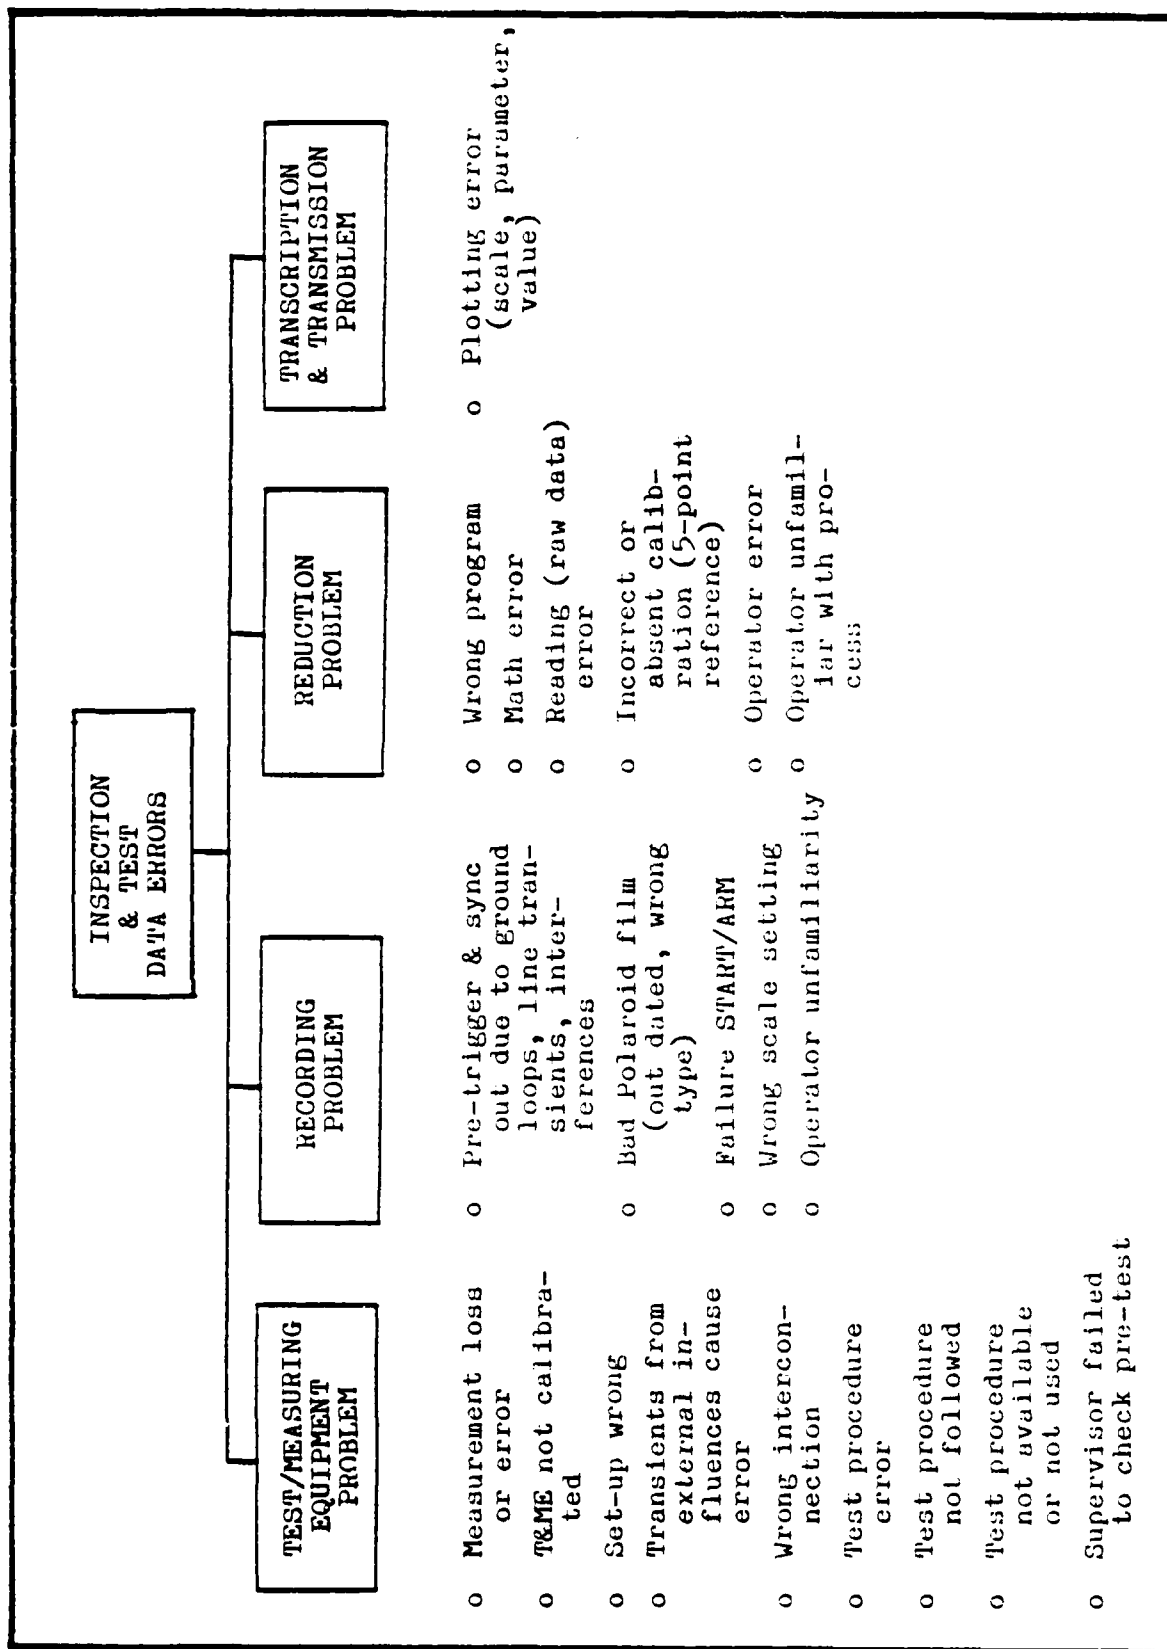 INSPECTION
& TEST
DATA ERRORS
TEST/MEASURING
EQUIPMENT
PROBLEM
o Measurement loss
or error
o T&ME not calibra-
ted
o Set-up wrong
o Transients from
external in-
fluences cause
error
o Wrong intercon-
nection
o Test procedure
error
o Test procedure
not followed
o Test procedure
not available
or not used
o Supervisor failed
to check pre-test
RECORDING
PROBLEM
o Pre-trigger & sync
out due to ground
loops, line tran-
sients, inter-
ferences
o Bad Polaroid film
(out dated, wrong
type)
o Failure START/ARM
o Wrong scale setting
o Operator unfamiliarity
REDUCTION
PROBLEM
o Wrong program
o Math error
o Reading (raw data)
error
o Incorrect or
absent calib-
ration (5-point
reference)
o Operator error
o Operator unfamil-
iar with pro-
cess
TRANSCRIPTION
& TRANSMISSION
PROBLEM
o Plotting error
(scale, parameter,
value)